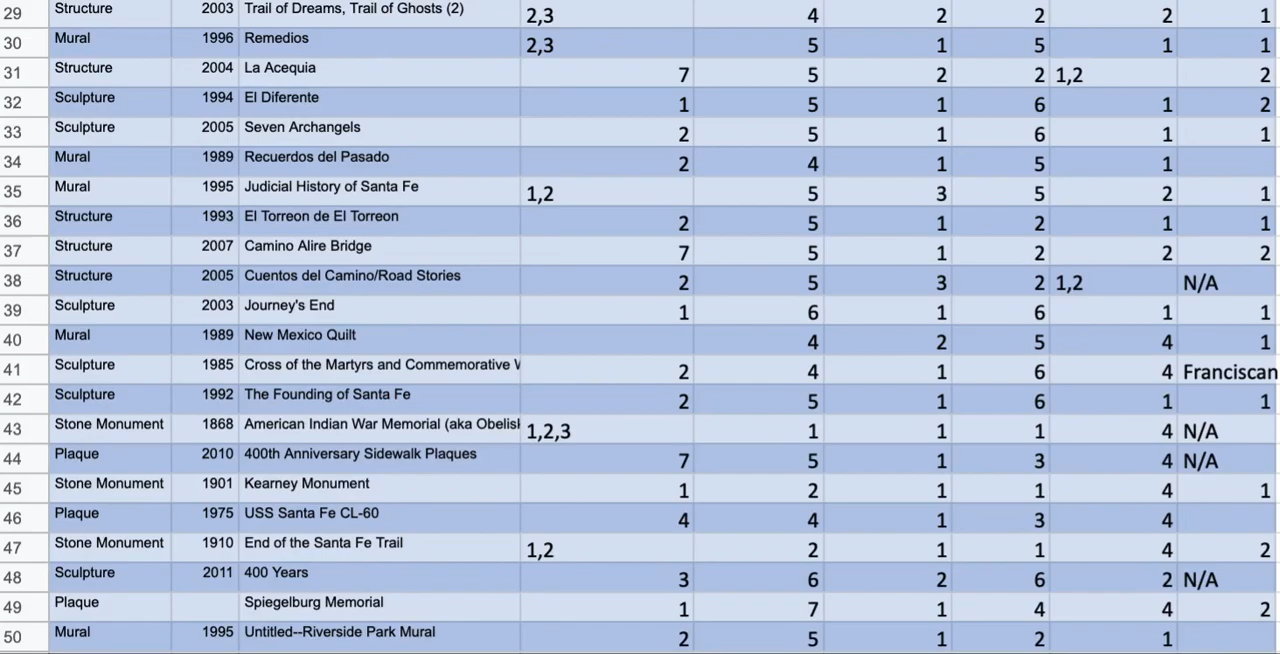 29 Structure 2003 Trail of Dreams, Trail of Ghosts (2) 2,3 4 2 2 2 1
30 Mural 1996 Remedios 2,3 5 1 5 1 1
31 Structure 2004 La Acequia 7 5 2 2 1,2 2
32 Sculpture 1994 El Diferente 1 5 1 6 1 2
33 Sculpture 2005 Seven Archangels 2 5 1 6 1 1
34 Mural 1989 Recuerdos del Pasado 2 4 1 5 1
35 Mural 1995 Judicial History of Santa Fe 1,2 5 3 5 2 1
36 Structure 1993 El Torreon de El Torreon 2 5 1 2 1 1
37 Structure 2007 Camino Alire Bridge 7 5 1 2 2 2
38 Structure 2005 Cuentos del Camino/Road Stories 2 5 3 2 1,2 N/A
39 Sculpture 2003 Journey's End 1 6 1 6 1 1
40 Mural 1989 New Mexico Quilt 4 2 5 4 1
41 Sculpture 1985 Cross of the Martyrs and Commemorative W 2 4 1 6 4 Franciscan
42 Sculpture 1992 The Founding of Santa Fe 2 5 1 6 1 1
43 Stone Monument 1868 American Indian War Memorial (aka Obelisk 1,2,3 1 1 1 4 N/A
44 Plaque 2010 400th Anniversary Sidewalk Plaques 7 5 1 3 4 N/A
45 Stone Monument 1901 Kearney Monument 1 2 1 1 4 1
46 Plaque 1975 USS Santa Fe CL-60 4 4 1 3 4
47 Stone Monument 1910 End of the Santa Fe Trail 1,2 2 1 1 4 2
48 Sculpture 2011 400 Years 3 6 2 6 2 N/A
49 Plaque Spiegelburg Memorial 1 7 1 4 4 2
50 Mural 1995 Untitled--Riverside Park Mural 2 5 1 2 1